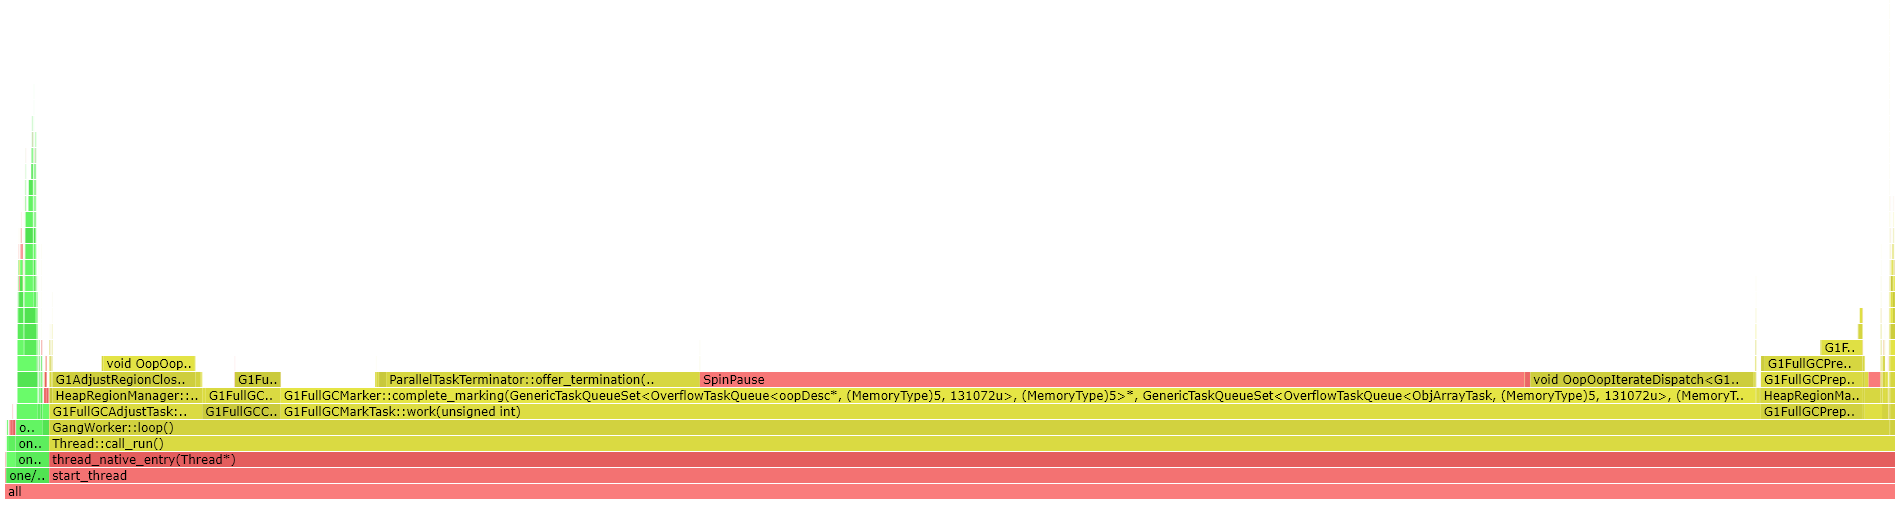 G1F..
void OopOop.. G1FullGCPre..
G1AdjustRegionClos.. G1Fu.. ParallelTaskTerminator::offer_termination(.. SpinPause void OopOopIterateDispatch<G1.. G1FullGCPrep..
HeapRegionManager::.. G1FullGC.. G1FullGCMarker::complete_marking(GenericTaskQueueSet<OverflowTaskQueue<oopDesc*, (MemoryType)5, 131072u>, (MemoryType)5>*, GenericTaskQueueSet<OverflowTaskQueue<ObjArrayTask, (MemoryType)5, 131072u>, (MemoryT.. HeapRegionMa..
G1FullGCAdjustTask:.. G1FullGCC.. G1FullGCMarkTask::work(unsigned int) G1FullGCPrep..
o.. GangWorker::loop()
on.. Thread::call_run()
on.. thread_native_entry(Thread*)
one/.. start_thread
all